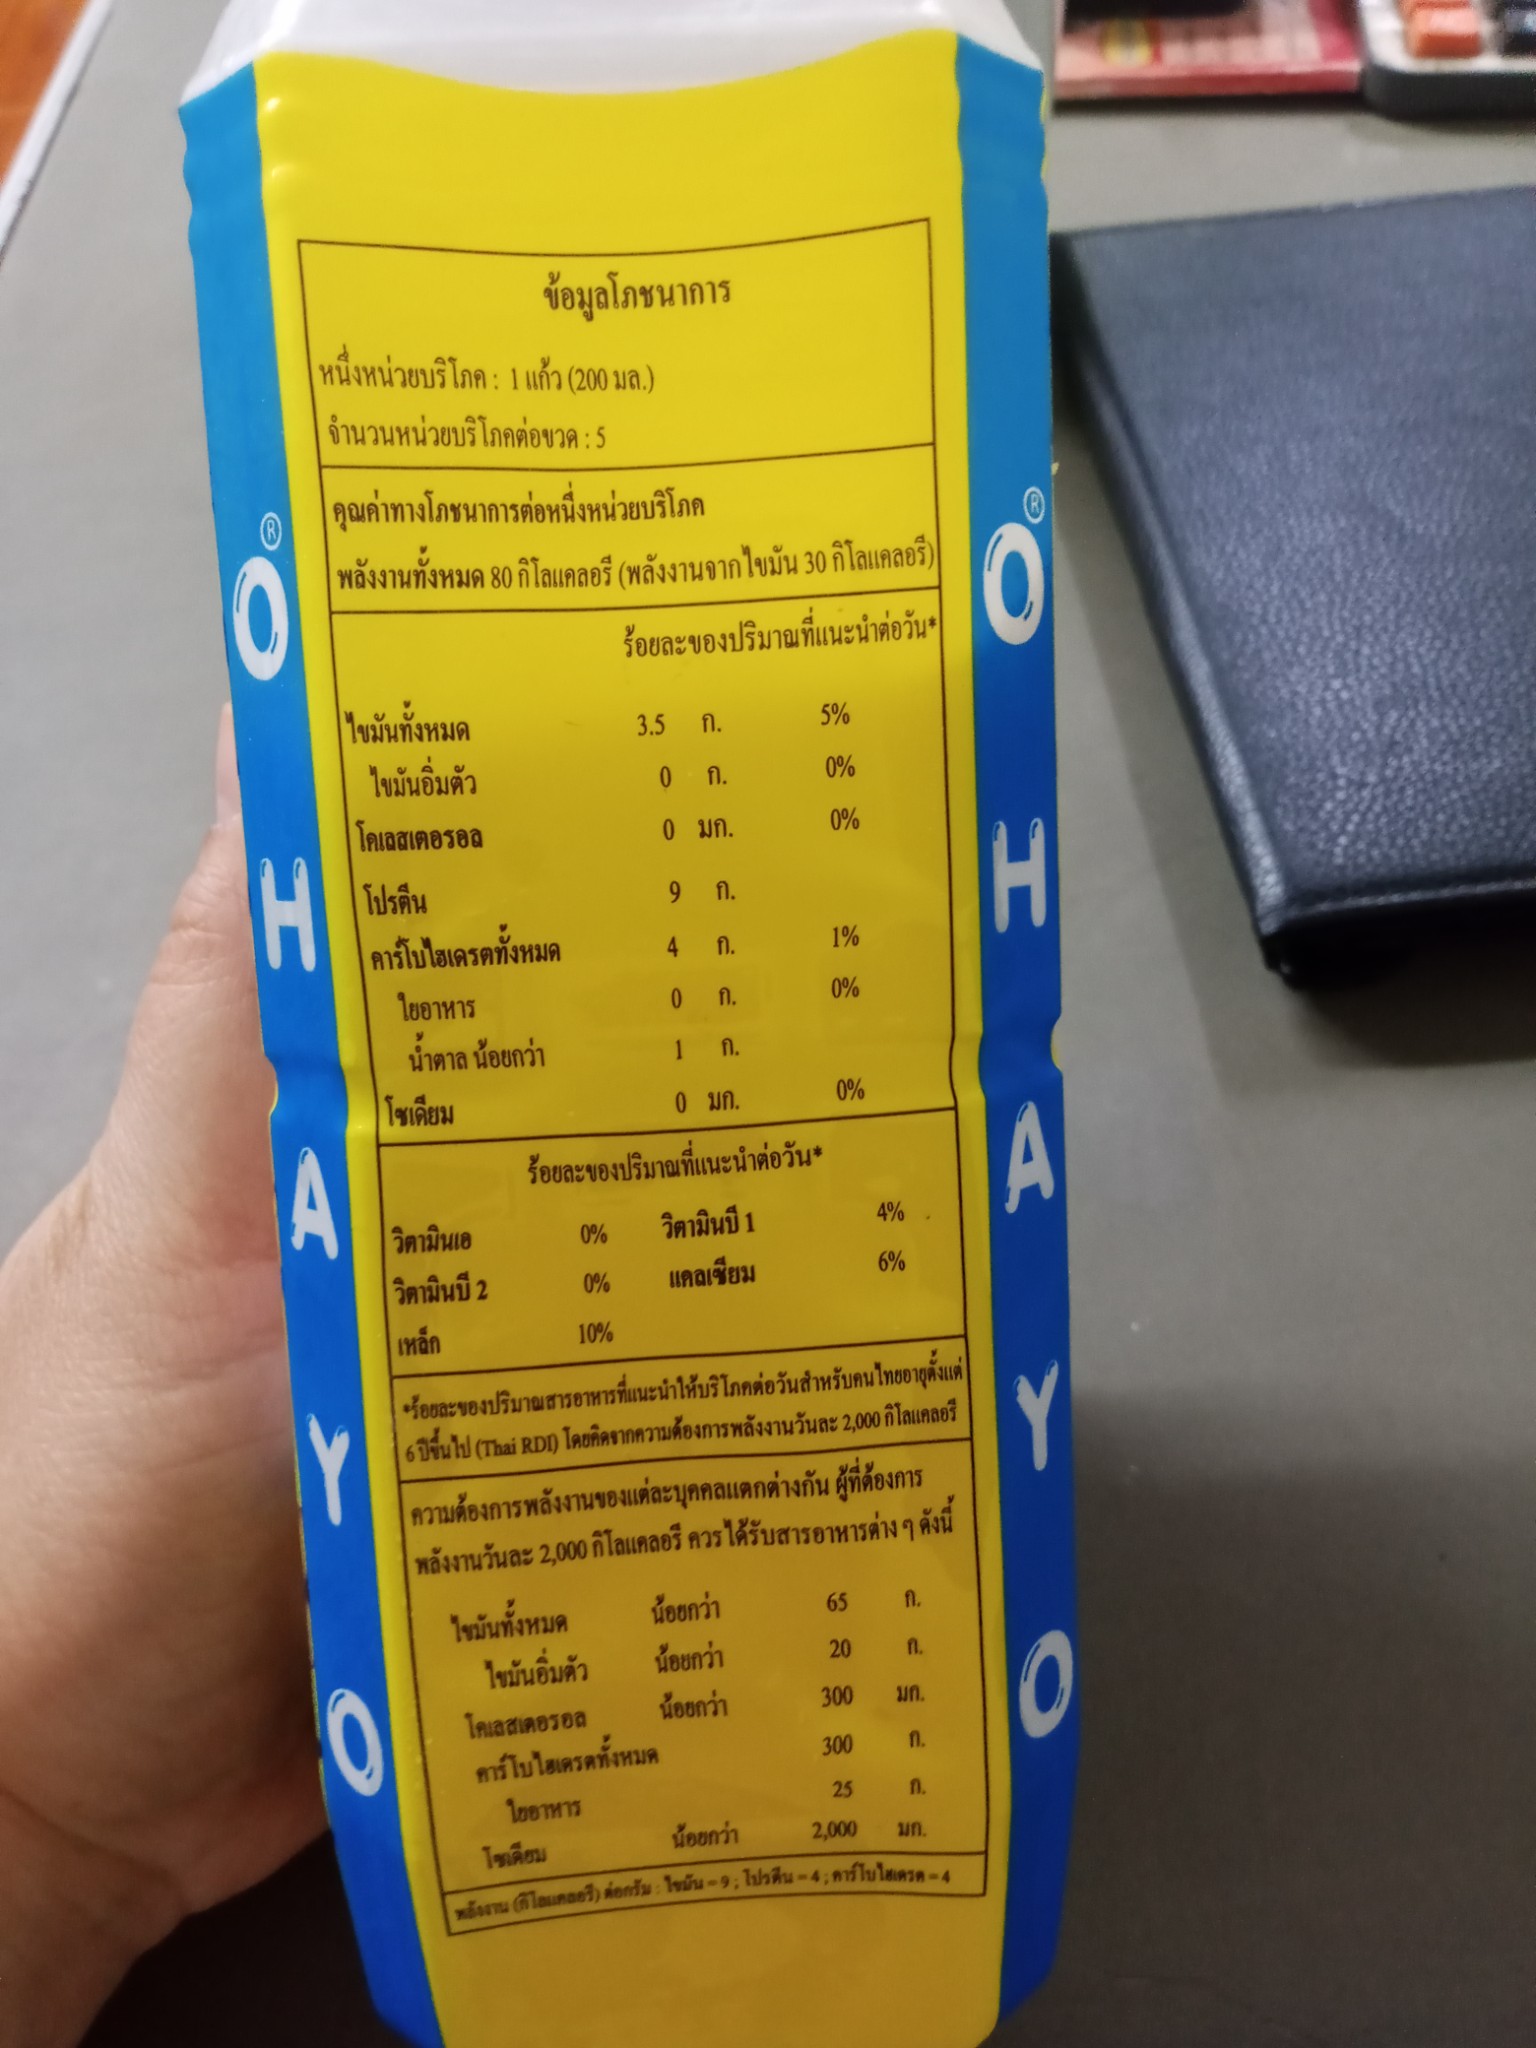 ข้อมูลโภชนาการ
หนึ่งหน่วยบริโภค : 1 แก้ว (200 มล.)
จำนวนหน่วยบริโภคต่อขวด : 5
คุณค่าทางโภชนาการต่อหนึ่งหน่วยบริโภค
พลังงานทั้งหมด 80 กิโลแคลอรี (พลังงานจากไขมัน 30 กิโลแคลอรี)
ร้อยละของปริมาณที่แนะนำต่อวัน*
ไขมันทั้งหมด 3.5 ก. 5%
ไขมันอิ่มตัว 0 ก. 0%
โคเลสเตอรอล 0 มก. 0%
โปรตีน 9 ก.
คาร์โบไฮเดรตทั้งหมด 4 ก. 1%
ใยอาหาร 0 ก. 0%
น้ำตาล น้อยกว่า 1 ก.
โซเดียม 0 มก. 0%
ร้อยละของปริมาณที่แนะนำต่อวัน*
วิตามินเอ 0% วิตามินบี 1 4%
วิตามินบี 2 0% แคลเซียม 6%
เหล็ก 10%
*ร้อยละของปริมาณสารอาหารที่แนะนำให้บริโภคต่อวันสำหรับคนไทยอายุตั้งแต่
6 ปีขึ้นไป (Thai RDI) โดยคิดจากความต้องการพลังงานวันละ 2,000 กิโลแคลอรี
ความต้องการพลังงานของแต่ละบุคคลแตกต่างกัน ผู้ที่ต้องการ
พลังงานวันละ 2,000 กิโลแคลอรี ควรได้รับสารอาหารต่าง ๆ ดังนี้
ไขมันทั้งหมด น้อยกว่า 65 ก.
ไขมันอิ่มตัว น้อยกว่า 20 ก.
โคเลสเตอรอล น้อยกว่า 300 มก.
คาร์โบไฮเดรตทั้งหมด 300 ก.
ใยอาหาร 25 ก.
โซเดียม น้อยกว่า 2,000 มก.
พลังงาน (กิโลแคลอรี) ต่อกรัม : ไขมัน = 9 ; โปรตีน = 4 ; คาร์โบไฮเดรต = 4
OHAYO®
OHAYO®